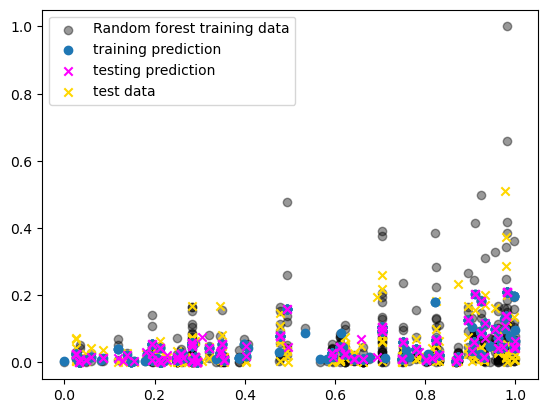 Random forest training data
training prediction
testing prediction
test data
1.0
0.8
0.6
0.4
0.2
0.0
0.0 0.2 0.4 0.6 0.8 1.0